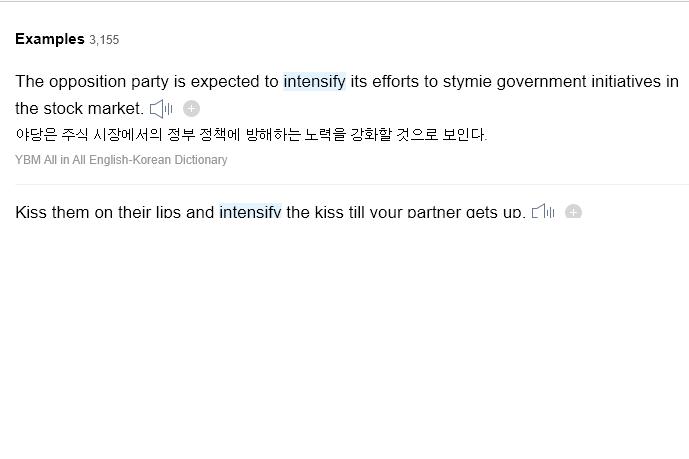 Examples 3,155
The opposition party is expected to intensify its efforts to stymie government initiatives in
the stock market.
야당은 주식 시장에서의 정부 정책에 방해하는 노력을 강화할 것으로 보인다.
YBM All in All English-Korean Dictionary
Kiss them on their lips and intensify the kiss till your partner gets up.